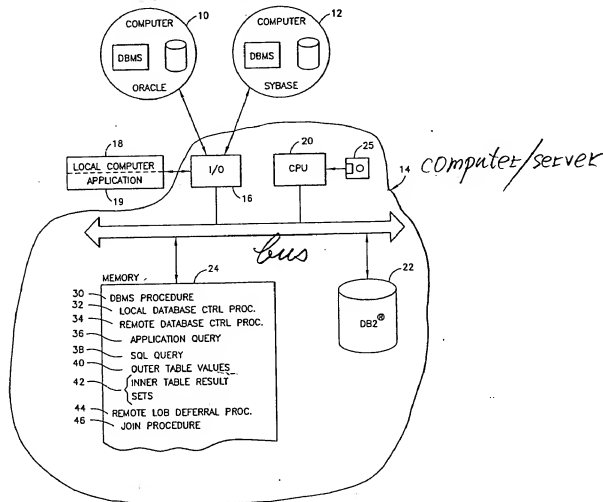 10
12
COMPUTER
COMPUTER
DBMS
DBMS
ORACLE
SYBASE
18
20
25
LOCAL COMPUTER
APPLICATION
I/O
CPU
14
computer/server
19
16
bus
24
22
MEMORY
30 DBMS PROCEDURE
32 LOCAL DATABASE CTRL PROC.
34 REMOTE DATABASE CTRL PROC.
36 APPLICATION QUERY
38 SQL QUERY
40 OUTER TABLE VALUES
42 INNER TABLE RESULT
SETS
44 REMOTE LOB DEFERRAL PROC.
46 JOIN PROCEDURE
DB2®